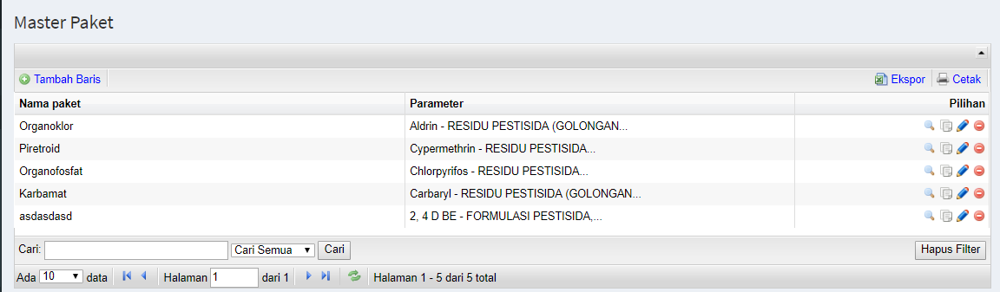 Master Paket
Tambah Baris Ekspor Cetak
Nama paket Parameter Pilihan
Organoklor Aldrin - RESIDU PESTISIDA (GOLONGAN...
Piretroid Cypermethrin - RESIDU PESTISIDA...
Organofosfat Chlorpyrifos - RESIDU PESTISIDA...
Karbamat Carbaryl - RESIDU PESTISIDA (GOLONGAN...
asdasdasd 2, 4 D BE - FORMULASI PESTISIDA,...
Cari: Cari Semua Cari Hapus Filter
Ada 10 data Halaman 1 dari 1 Halaman 1 - 5 dari 5 total